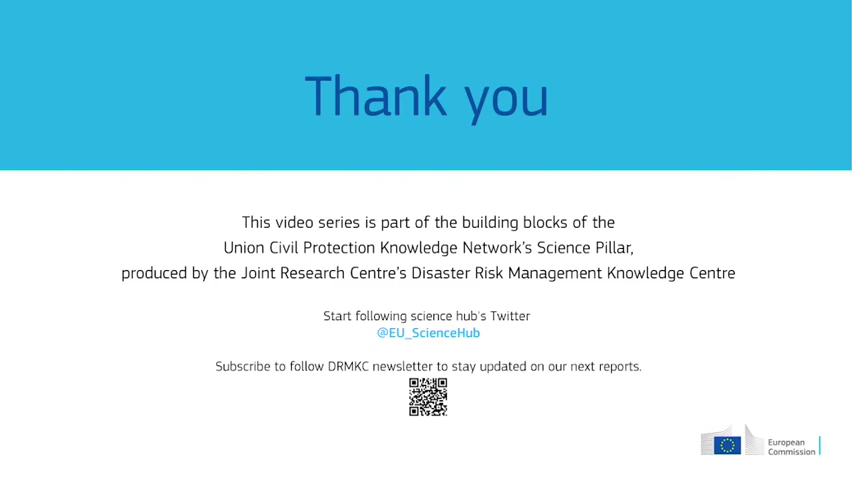 Thank you
This video series is part of the building blocks of the
Union Civil Protection Knowledge Network's Science Pillar,
produced by the Joint Research Centre's Disaster Risk Management Knowledge Centre
Start following science hub's Twitter
@EU_ScienceHub
Subscribe to follow DRMKC newsletter to stay updated on our next reports.
European
Commission